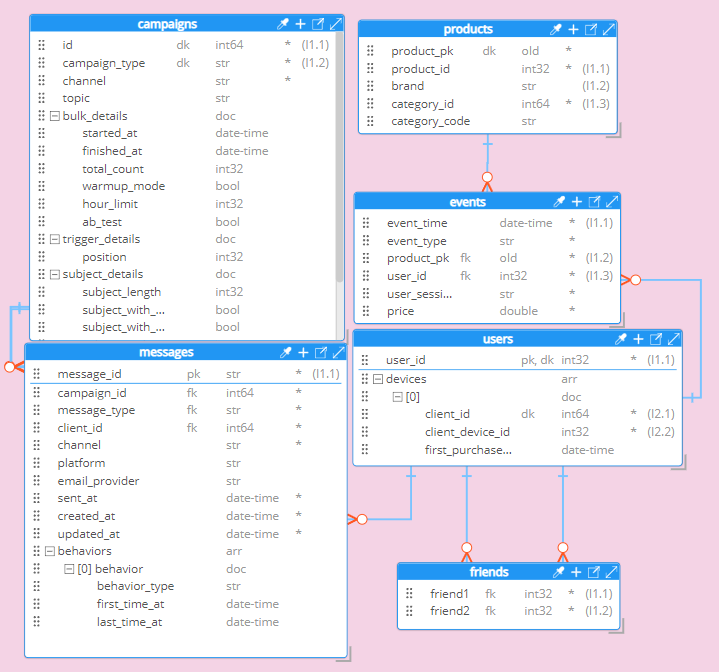 campaigns
id dk int64 * (I1.1)
campaign_type dk str * (I1.2)
channel str *
topic str
bulk_details doc
started_at date-time
finished_at date-time
total_count int32
warmup_mode bool
hour_limit int32
ab_test bool
trigger_details doc
position int32
subject_details doc
subject_length int32
subject_with_... bool
subject_with_... bool
products
product_pk dk oId *
product_id int32 * (I1.1)
brand str (I1.2)
category_id int64 * (I1.3)
category_code str
events
event_time date-time * (I1.1)
event_type str *
product_pk fk oId * (I1.2)
user_id fk int32 * (I1.3)
user_sessi... str *
price double *
messages
message_id pk str * (I1.1)
campaign_id fk int64 *
message_type fk str *
client_id fk int64 *
channel str *
platform str
email_provider str
sent_at date-time *
created_at date-time *
updated_at date-time *
behaviors arr
[0] behavior doc
behavior_type str
first_time_at date-time
last_time_at date-time
users
user_id pk, dk int32 * (I1.1)
devices arr
[0] doc
client_id dk int64 * (I2.1)
client_device_id int32 * (I2.2)
first_purchase... date-time
friends
friend1 fk int32 * (I1.1)
friend2 fk int32 * (I1.2)